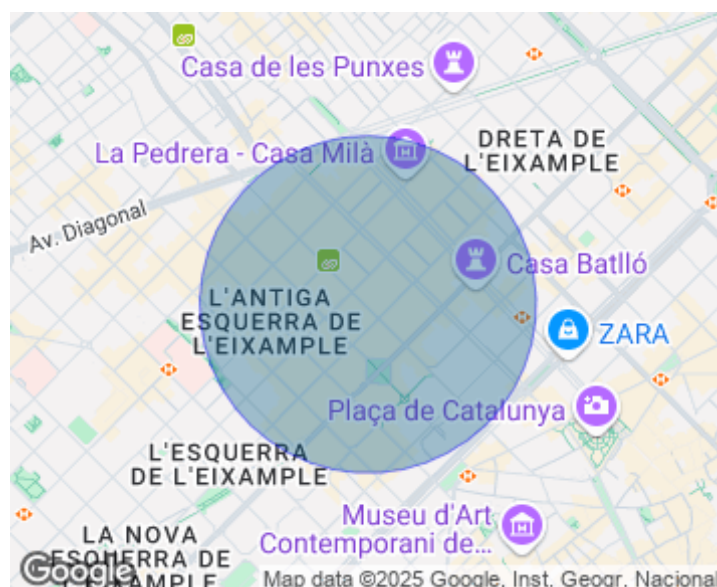 Casa de les Punxes
La Pedrera - Casa Milà
DRETA DE
L'EIXAMPLE
Av. Diagonal
Casa Batlló
L'ANTIGA
ESQUERRA DE
L'EIXAMPLE
ZARA
Plaça de Catalunya
L'ESQUERRA
DE L'EIXAMPLE
Museu d'Art
Contemporani de...
LA NOVA
ESQUERRA DE
L'EIXAMPLE
Google
Map data ©2025 Google, Inst. Geogr. Nacional